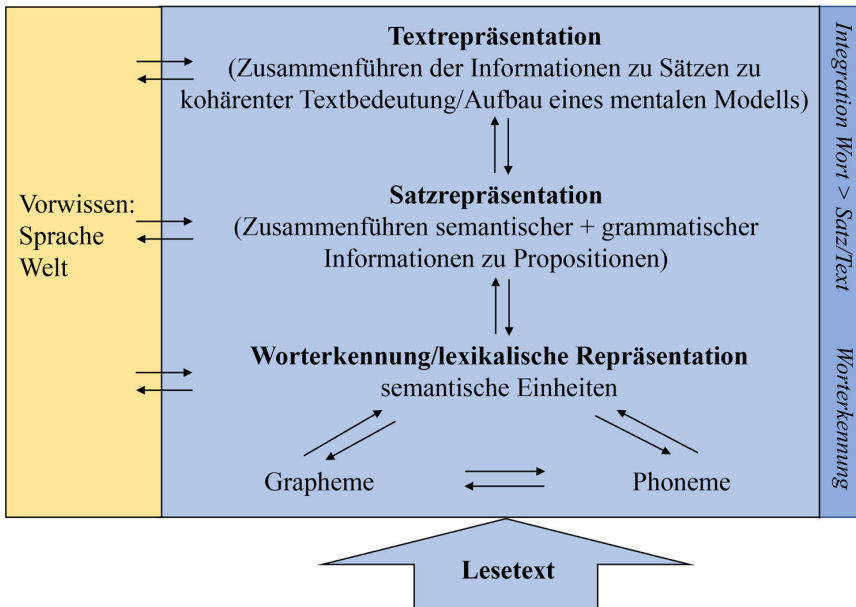 Textrepräsentation
(Zusammenführen der Informationen zu Sätzen zu
kohärenter Textbedeutung/Aufbau eines mentalen Modells)
Satzrepräsentation
(Zusammenführen semantischer + grammatischer
Informationen zu Propositionen)
Worterkennung/lexikalische Repräsentation
semantische Einheiten
Grapheme
Phoneme
Vorwissen:
Sprache
Welt
Integration Wort > Satz/Text
Worterkennung
Lesetext